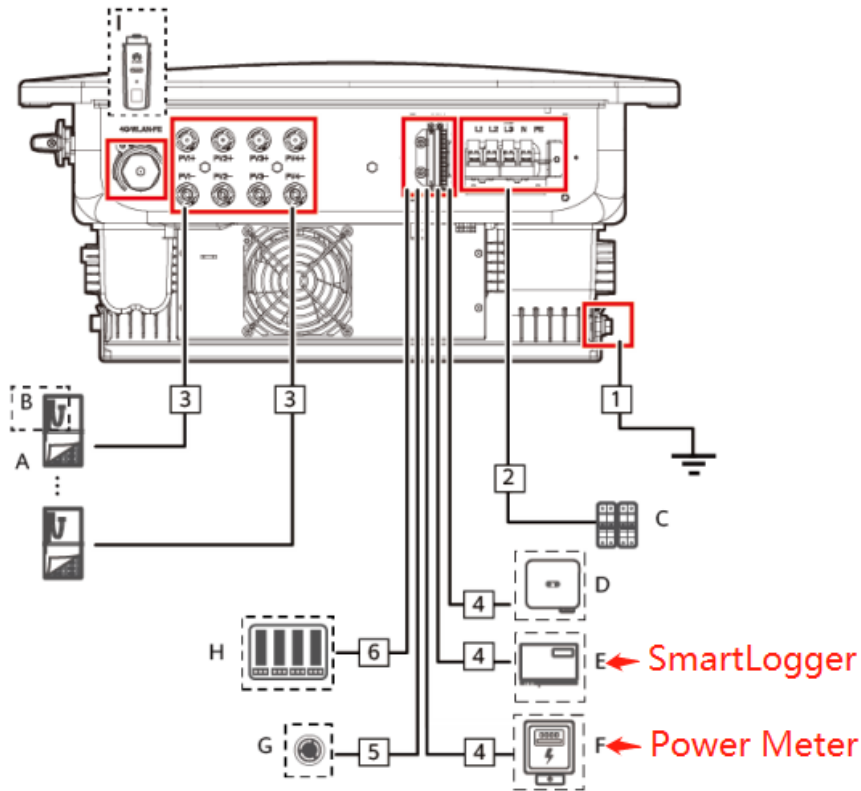 I
4G/WLAN-FE
PV1+ PV2+ PV3+ PV4+
PV1- PV2- PV3- PV4-
L1 L2 L3 N PE
B
3
3
1
A
2
C
D
4
H
6
4
E
SmartLogger
G
5
4
F
Power Meter